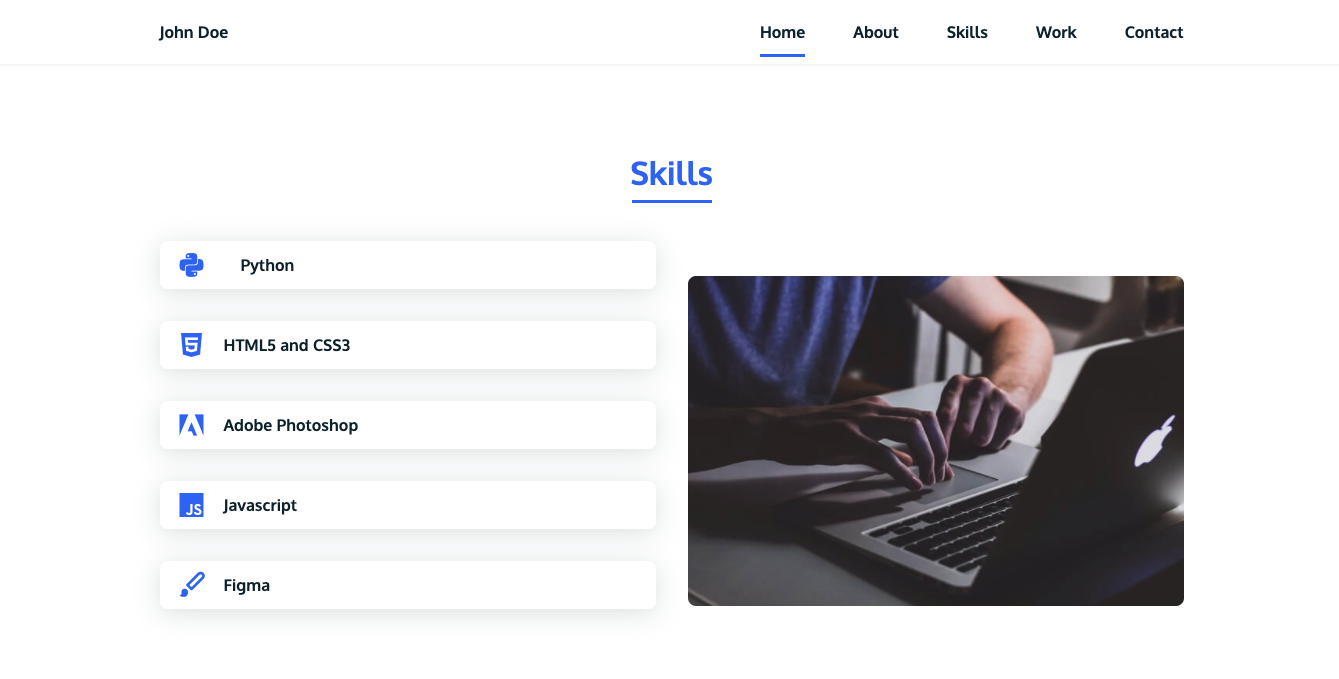 John Doe
Home About Skills Work Contact
Skills
Python
HTML5 and CSS3
Adobe Photoshop
JS Javascript
Figma